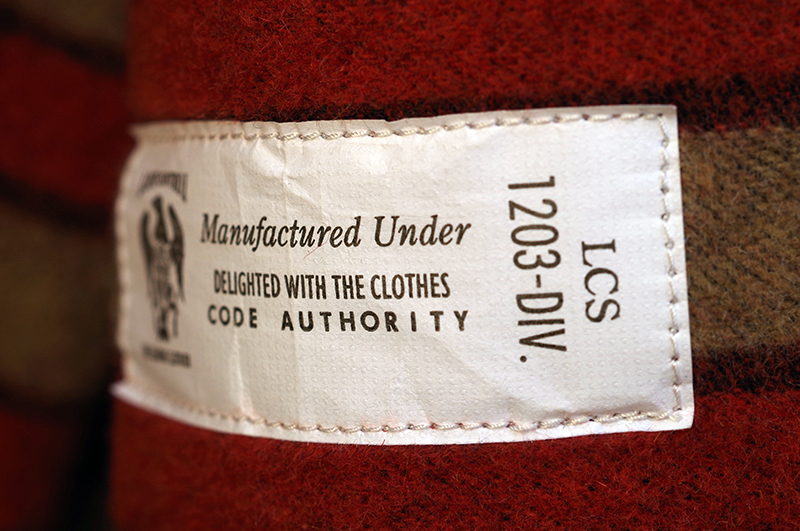 Manufactured Under
DELIGHTED WITH THE CLOTHES
CODE AUTHORITY
1203-DIV.
LCS